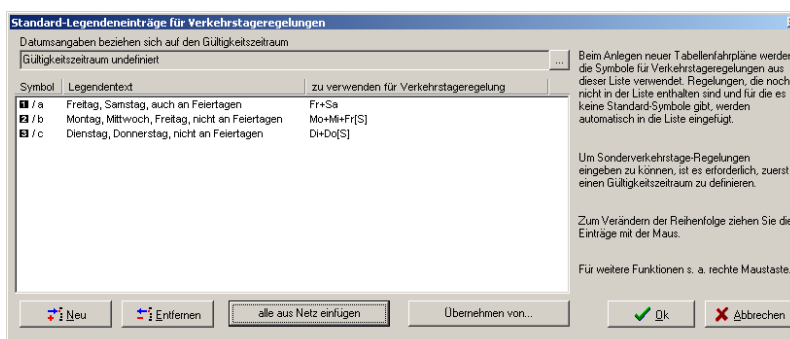 Standard-Legendeneinträge für Verkehrstageregelungen
Datumsangaben beziehen sich auf den Gültigkeitszeitraum
Gültigkeitszeitraum undefiniert
...
Symbol Legendentext zu verwenden für Verkehrstageregelung
1 / a Freitag, Samstag, auch an Feiertagen Fr+Sa
2 / b Montag, Mittwoch, Freitag, nicht an Feiertagen Mo+Mi+Fr[S]
3 / c Dienstag, Donnerstag, nicht an Feiertagen Di+Do[S]
Beim Anlegen neuer Tabellenfahrpläne werden
die Symbole für Verkehrstageregelungen aus
dieser Liste verwendet. Regelungen, die noch
nicht in der Liste enthalten sind und für die es
keine Standard-Symbole gibt, werden
automatisch in die Liste eingefügt.
Um Sonderverkehrstage-Regelungen
eingeben zu können, ist es erforderlich, zuerst
einen Gültigkeitszeitraum zu definieren.
Zum Verändern der Reihenfolge ziehen Sie die
Einträge mit der Maus.
Für weitere Funktionen s. a. rechte Maustaste.
Neu Entfernen alle aus Netz einfügen Übernehmen von... Ok Abbrechen